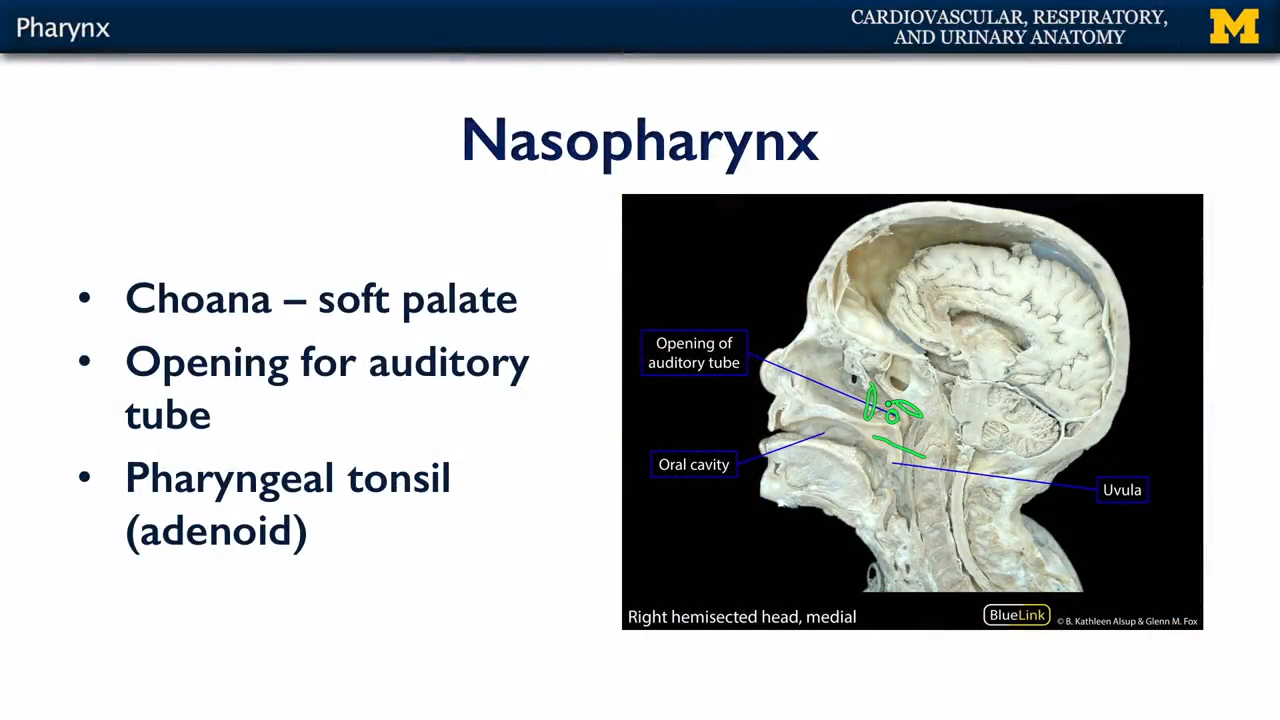 Pharynx
CARDIOVASCULAR, RESPIRATORY,
AND URINARY ANATOMY
M
Nasopharynx
• Choana – soft palate
• Opening for auditory
tube
• Pharyngeal tonsil
(adenoid)
Opening of
auditory tube
Oral cavity
Uvula
Right hemisected head, medial
BlueLink
© B. Kathleen Alsup & Glenn M. Fox